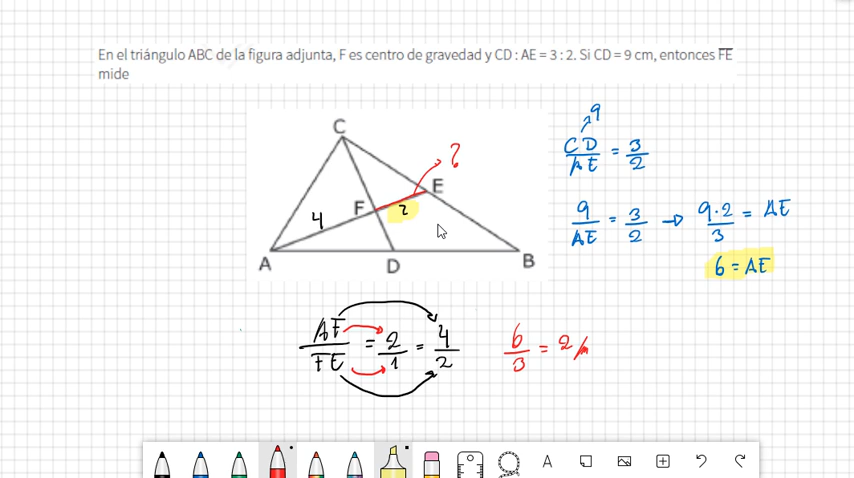 En el triángulo ABC de la figura adjunta, F es centro de gravedad y CD : AE = 3 : 2. Si CD = 9 cm, entonces FE
mide
C
9
CD/AE = 3/2
?
E
F
2
4
9/AE = 3/2 → 9·2/3 = AE
A
D
B
6 = AE
AF/FE = 2/1 = 4/2
6/3 = 2
A